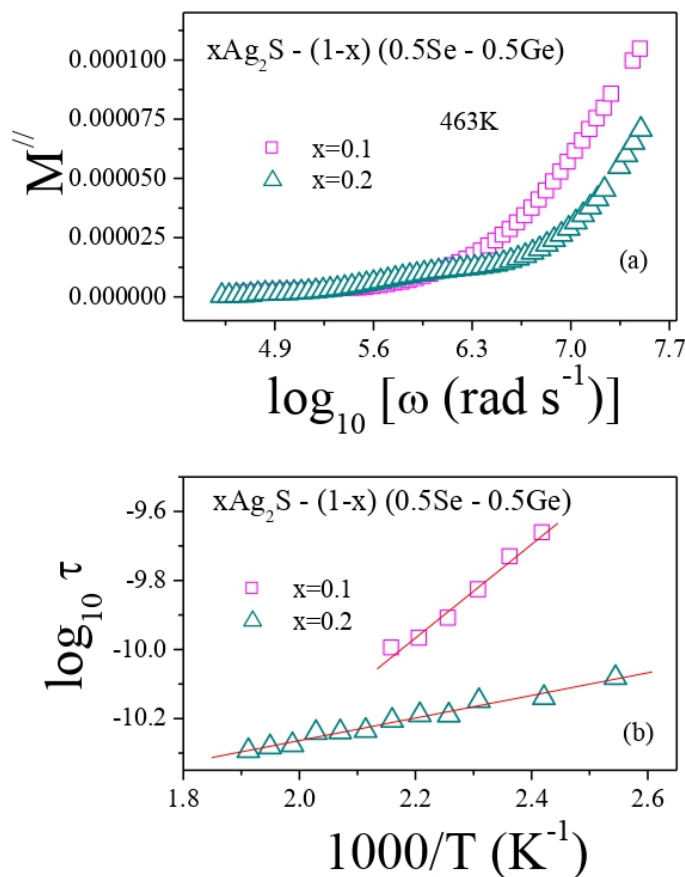 xAg₂S - (1-x) (0.5Se - 0.5Ge)
0.000100
0.000075
0.000050
0.000025
0.000000
M//
463K
x=0.1
x=0.2
(a)
4.9 5.6 6.3 7.0 7.7
log₁₀ [ω (rad s⁻¹)]
xAg₂S - (1-x) (0.5Se - 0.5Ge)
-9.6
-9.8
-10.0
-10.2
log₁₀ τ
x=0.1
x=0.2
(b)
1.8 2.0 2.2 2.4 2.6
1000/T (K⁻¹)